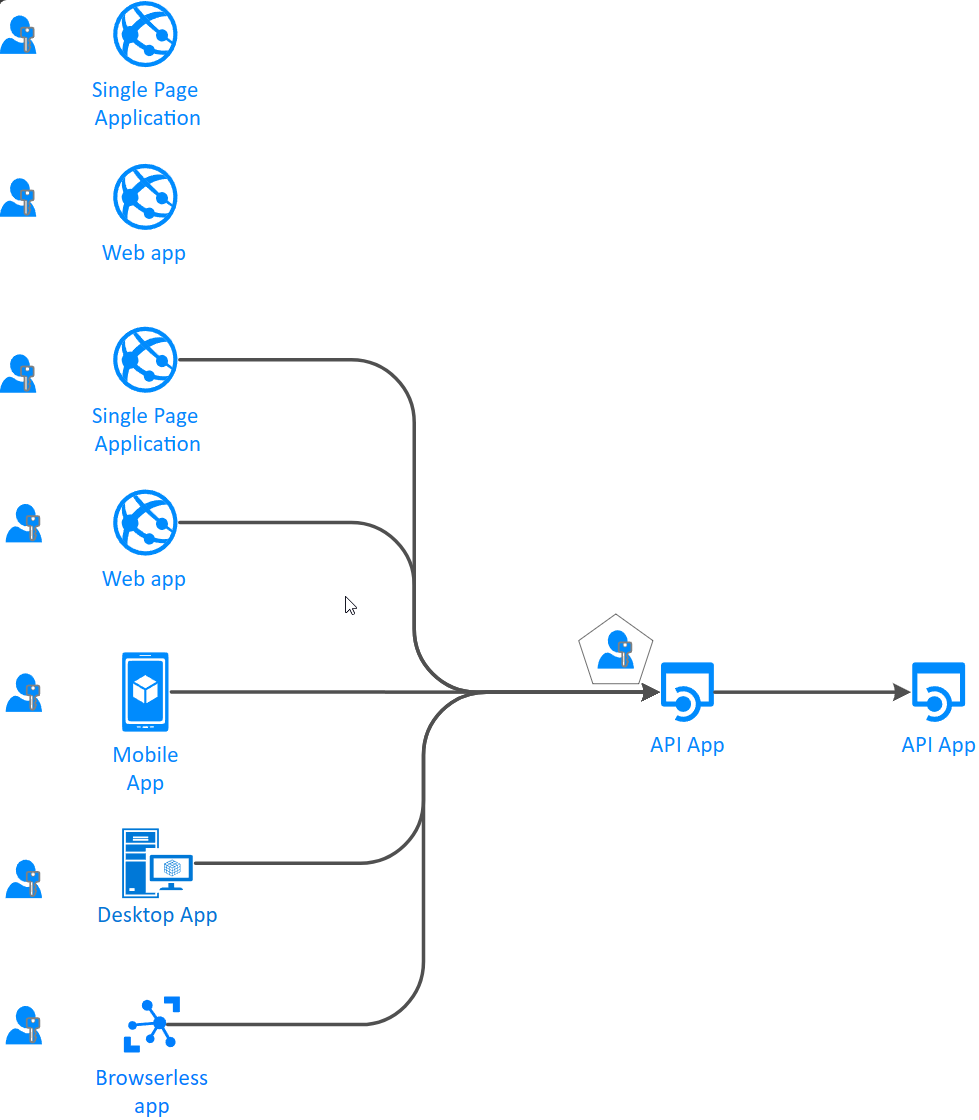 Single Page
Application
Web app
Single Page
Application
Web app
Mobile
App
API App
API App
Desktop App
Browserless
app